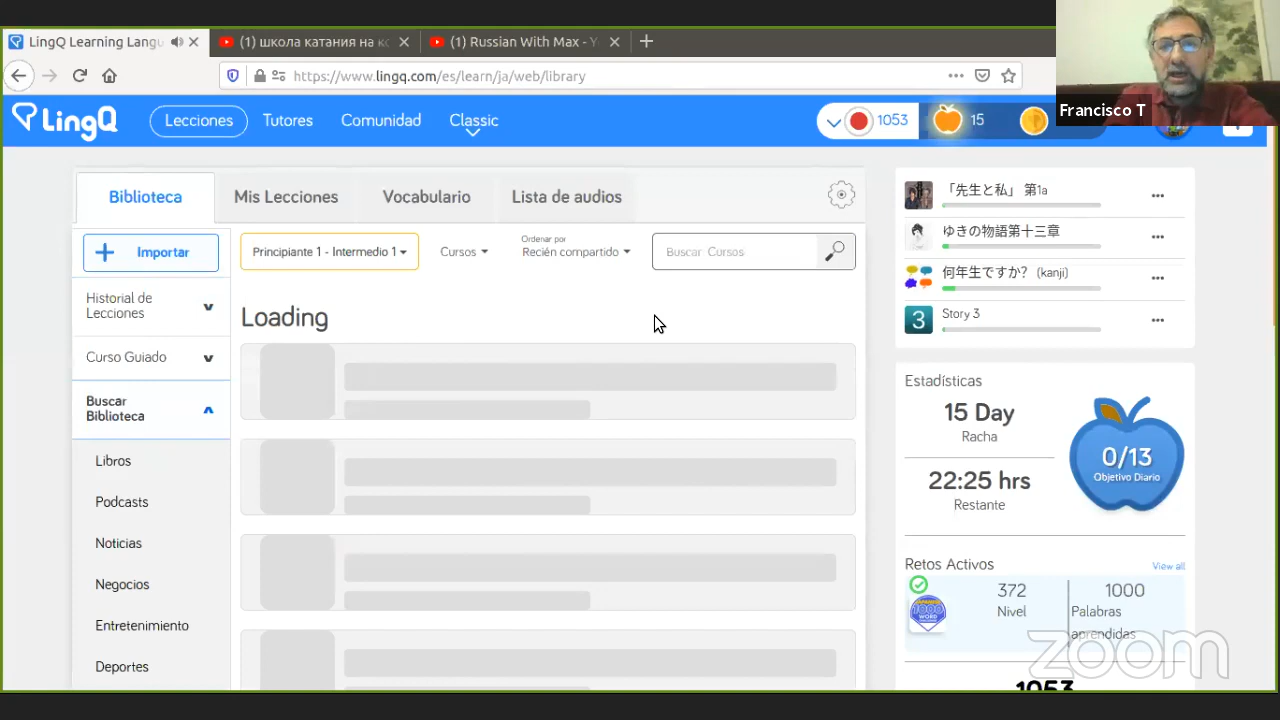 LingQ Learning Langu
(1) школа катания на ко
(1) Russian With Max - Y
https://www.lingq.com/es/learn/ja/web/library
Francisco T
LingQ
Lecciones
Tutores
Comunidad
Classic
1053
15
Biblioteca
Mis Lecciones
Vocabulario
Lista de audios
Importar
Principiante 1 - Intermedio 1
Cursos
Ordenar por
Recién compartido
Buscar Cursos
Historial de
Lecciones
Curso Guiado
Buscar
Biblioteca
Libros
Podcasts
Noticias
Negocios
Entretenimiento
Deportes
Loading
「先生と私」 第1a
ゆきの物語第十三章
何年生ですか？ (kanji)
3
Story 3
Estadísticas
15 Day
Racha
22:25 hrs
Restante
0/13
Objetivo Diario
Retos Activos
View all
1000
372
Nivel
1000
Palabras
aprendidas
1053
zoom